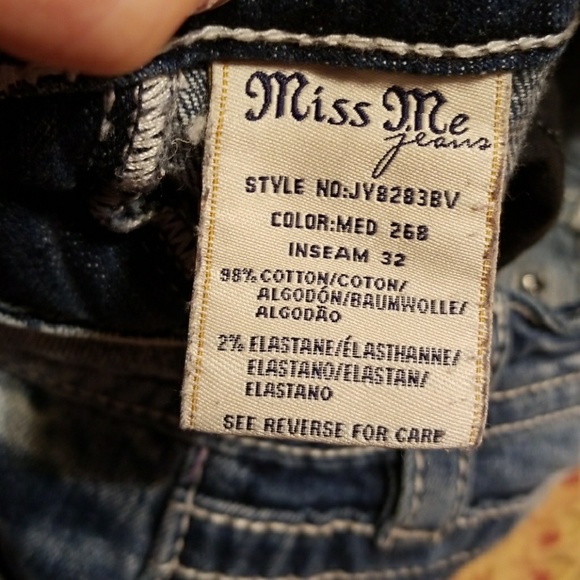 Miss Me
jeans
STYLE NO:JY8283BV
COLOR:MED 268
INSEAM 32
98% COTTON/COTON/
ALGODÓN/BAUMWOLLE/
ALGODÃO
2% ELASTANE/ÉLASTHANNE/
ELASTANO/ELASTAN/
ELASTANO
SEE REVERSE FOR CARE